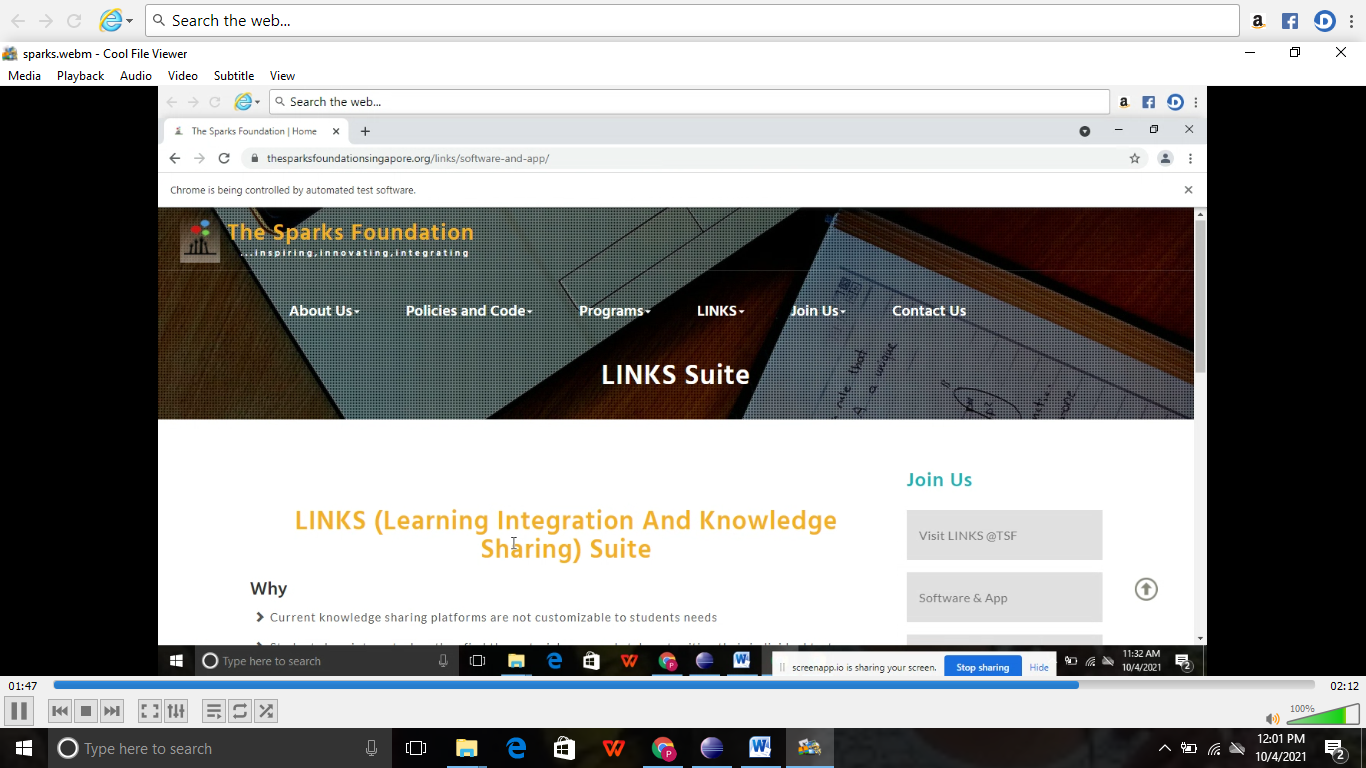 Search the web...
sparks.webm - Cool File Viewer
Media Playback Audio Video Subtitle View
Search the web...
The Sparks Foundation | Home
thesparksfoundationsingapore.org/links/software-and-app/
Chrome is being controlled by automated test software.
The Sparks Foundation
...inspiring,innovating,integrating
About Us Policies and Code Programs LINKS Join Us Contact Us
LINKS Suite
Join Us
LINKS (Learning Integration And Knowledge
Sharing) Suite
Visit LINKS @TSF
Why
Software & App
Current knowledge sharing platforms are not customizable to students needs
Type here to search
screenapp.io is sharing your screen. Stop sharing Hide
11:32 AM
10/4/2021
2
01:47 02:12
100%
Type here to search
12:01 PM
10/4/2021
2